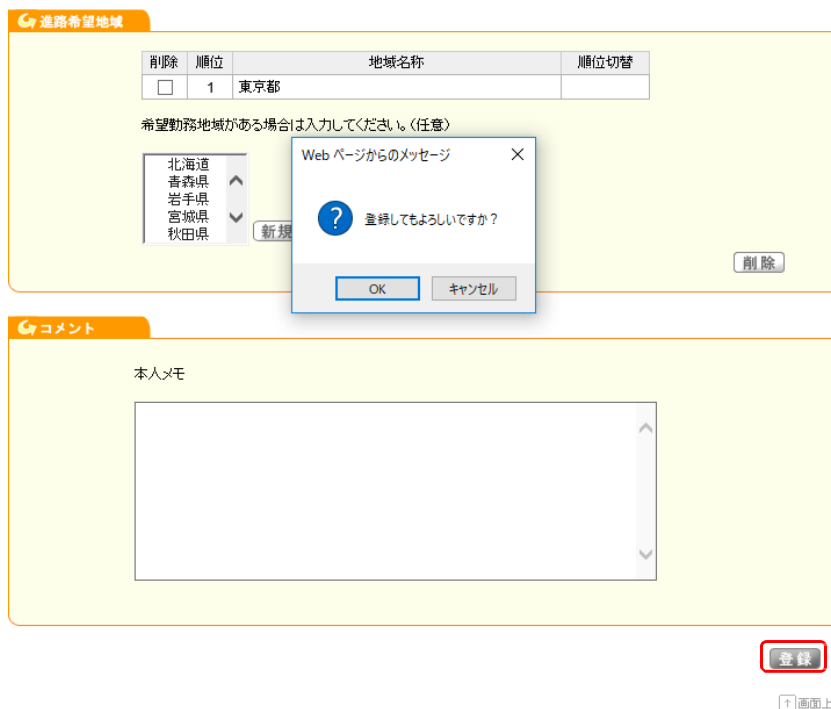 進路希望地域
削除 順位 地域名称 順位切替
1 東京都
希望勤務地域がある場合は入力してください。(任意)
Web ページからのメッセージ
北海道
青森県
岩手県
宮城県
秋田県
新規
登録してもよろしいですか?
OK キャンセル
削除
コメント
本人メモ
登録
↑画面上